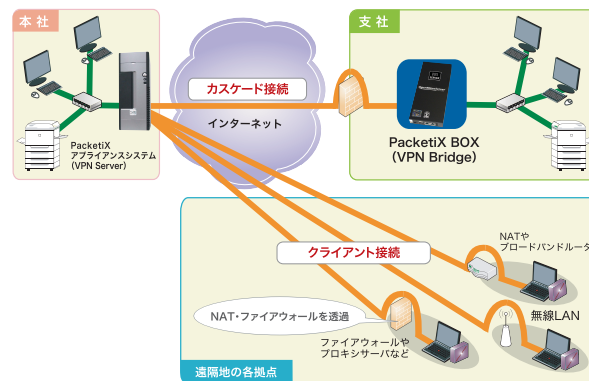 本 社
支 社
カスケード接続
インターネット
PacketiX
アプライアンスシステム
(VPN Server)
PacketiX BOX
(VPN Bridge)
クライアント接続
NATや
ブロードバンドルータ
NAT・ファイアウォールを透過
無線LAN
ファイアウォールや
プロキシサーバなど
遠隔地の各拠点